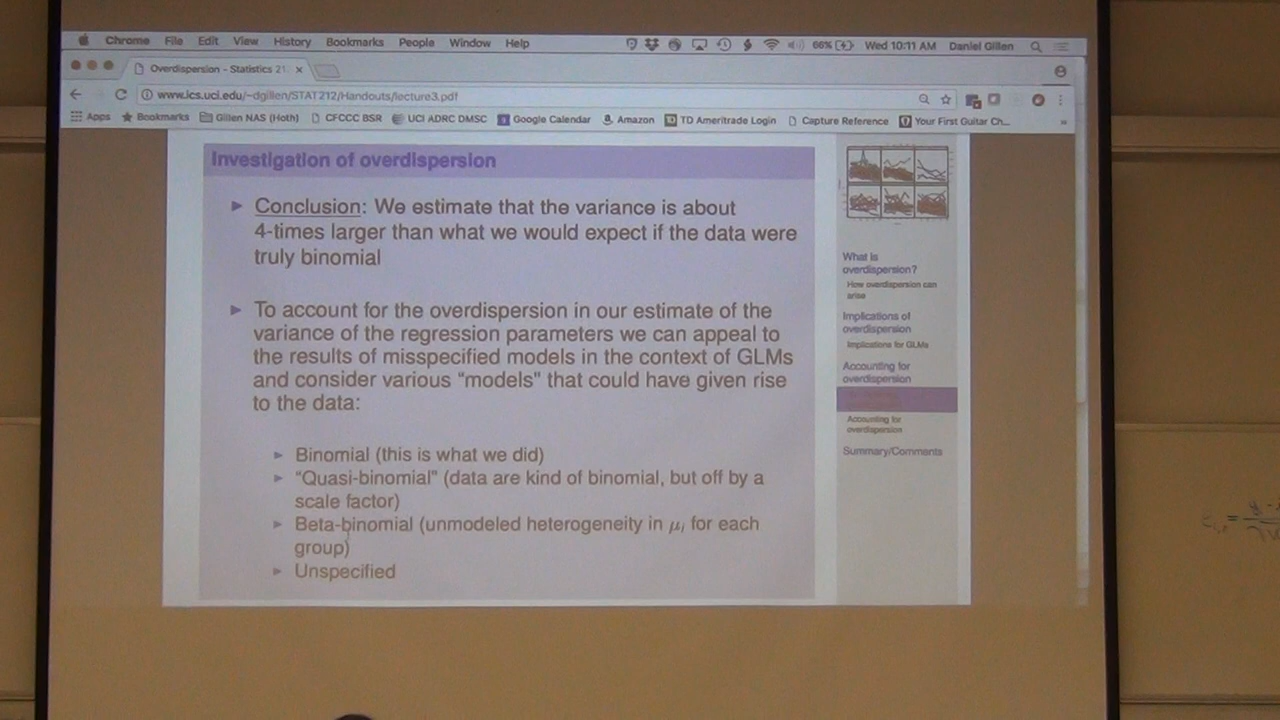 Chrome File Edit View History Bookmarks People Window Help 66% Wed 10:11 AM Daniel Gillen
Overdispersion - Statistics 21
www.ics.uci.edu/~dgillen/STAT212/Handouts/lecture3.pdf
Apps Bookmarks Gillen NAS (Hoth) CFCCC BSR UCI ADRC DMSC Google Calendar Amazon TD Ameritrade Login Capture Reference Your First Guitar Ch...
Investigation of overdispersion
Conclusion: We estimate that the variance is about
4-times larger than what we would expect if the data were
truly binomial
To account for the overdispersion in our estimate of the
variance of the regression parameters we can appeal to
the results of misspecified models in the context of GLMs
and consider various "models" that could have given rise
to the data:
Binomial (this is what we did)
"Quasi-binomial" (data are kind of binomial, but off by a
scale factor)
Beta-binomial (unmodeled heterogeneity in μi for each
group)
Unspecified
What is
overdispersion?
How overdispersion can
arise
Implications of
overdispersion
Implications for GLMs
Accounting for
overdispersion
Accounting for
overdispersion
Summary/Comments